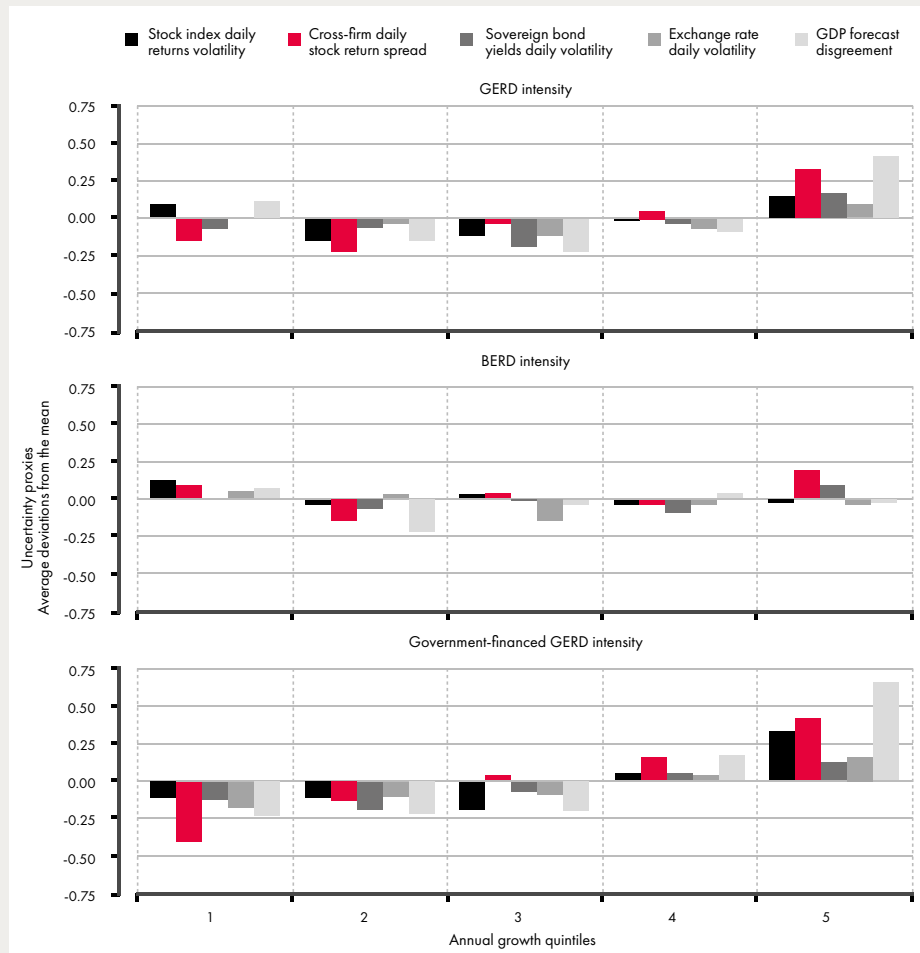 Stock index daily
returns volatility
Cross-firm daily
stock return spread
Sovereign bond
yields daily volatility
Exchange rate
daily volatility
GDP forecast
disgreement
GERD intensity
0.75
0.50
0.25
0.00
-0.25
-0.50
-0.75
BERD intensity
0.75
0.50
0.25
0.00
-0.25
-0.50
-0.75
Uncertainty proxies
Average deviations from the mean
Government-financed GERD intensity
0.75
0.50
0.25
0.00
-0.25
-0.50
-0.75
1 2 3 4 5
Annual growth quintiles